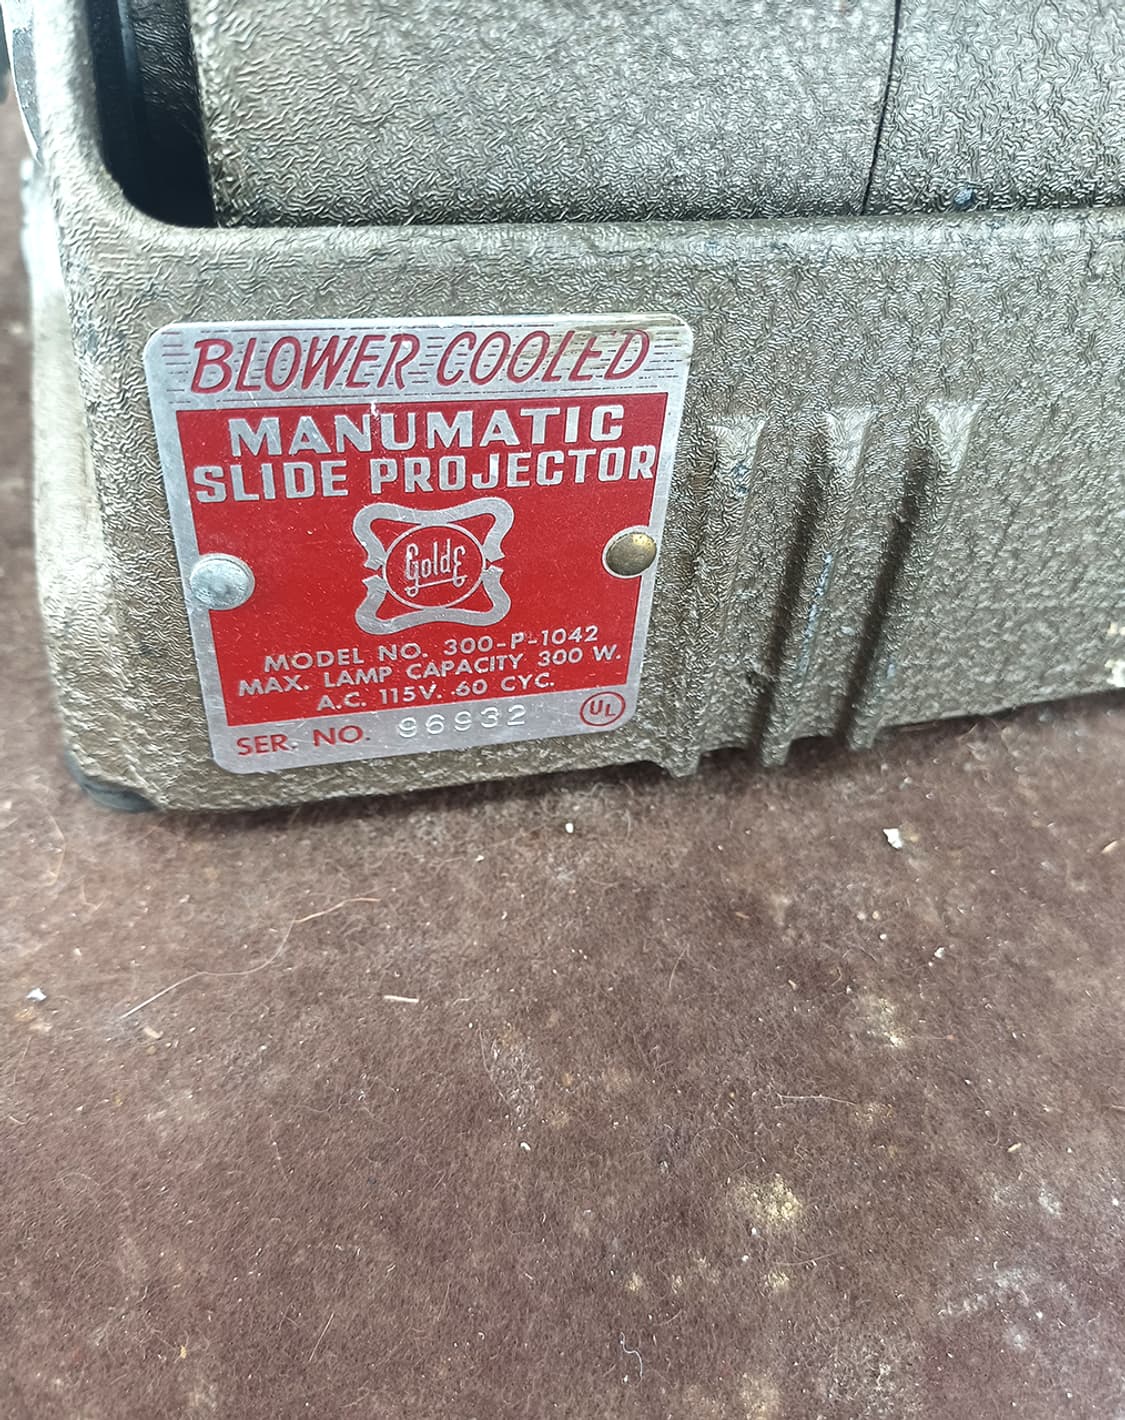 BLOWER COOLED
MANUMATIC
SLIDE PROJECTOR
GoldE
MODEL NO. 300-P-1042
MAX. LAMP CAPACITY 300 W.
A.C. 115V. 60 CYC.
SER. NO. 96932
UL